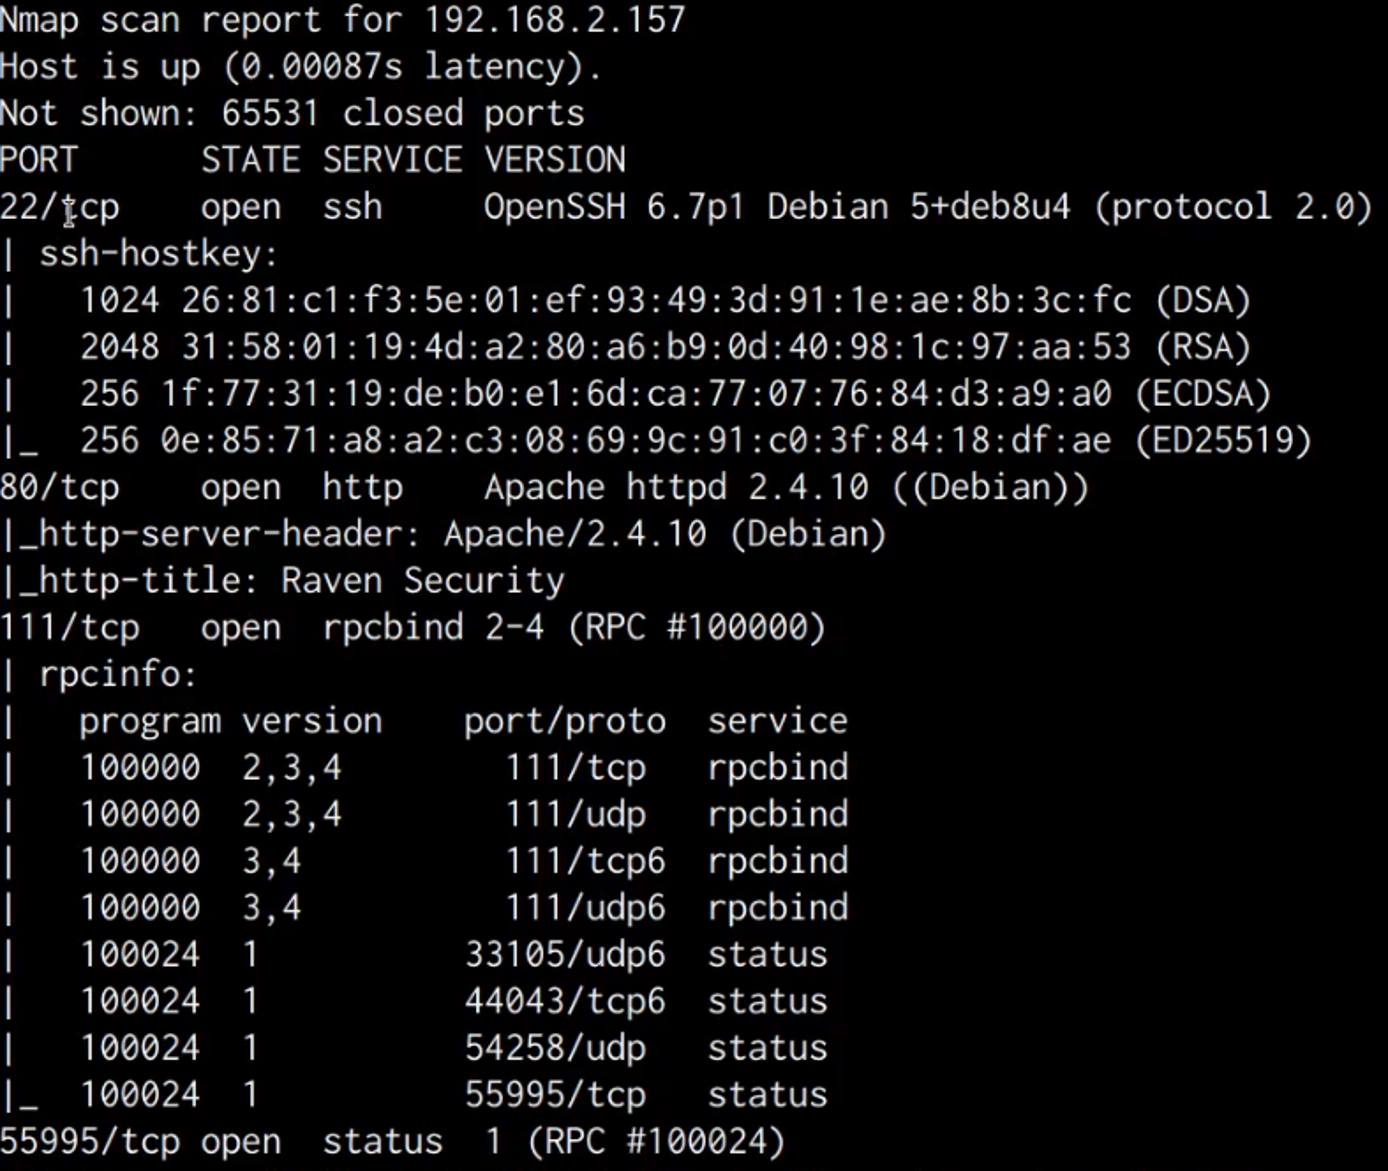 Nmap scan report for 192.168.2.157
Host is up (0.00087s latency).
Not shown: 65531 closed ports
PORT      STATE SERVICE VERSION
22/tcp    open  ssh     OpenSSH 6.7p1 Debian 5+deb8u4 (protocol 2.0)
| ssh-hostkey:
|   1024 26:81:c1:f3:5e:01:ef:93:49:3d:91:1e:ae:8b:3c:fc (DSA)
|   2048 31:58:01:19:4d:a2:80:a6:b9:0d:40:98:1c:97:aa:53 (RSA)
|   256 1f:77:31:19:de:b0:e1:6d:ca:77:07:76:84:d3:a9:a0 (ECDSA)
|_  256 0e:85:71:a8:a2:c3:08:69:9c:91:c0:3f:84:18:df:ae (ED25519)
80/tcp    open  http    Apache httpd 2.4.10 ((Debian))
|_http-server-header: Apache/2.4.10 (Debian)
|_http-title: Raven Security
111/tcp   open  rpcbind 2-4 (RPC #100000)
| rpcinfo:
|   program version    port/proto  service
|   100000  2,3,4        111/tcp   rpcbind
|   100000  2,3,4        111/udp   rpcbind
|   100000  3,4          111/tcp6  rpcbind
|   100000  3,4          111/udp6  rpcbind
|   100024  1          33105/udp6  status
|   100024  1          44043/tcp6  status
|   100024  1          54258/udp   status
|_  100024  1          55995/tcp   status
55995/tcp open  status  1 (RPC #100024)